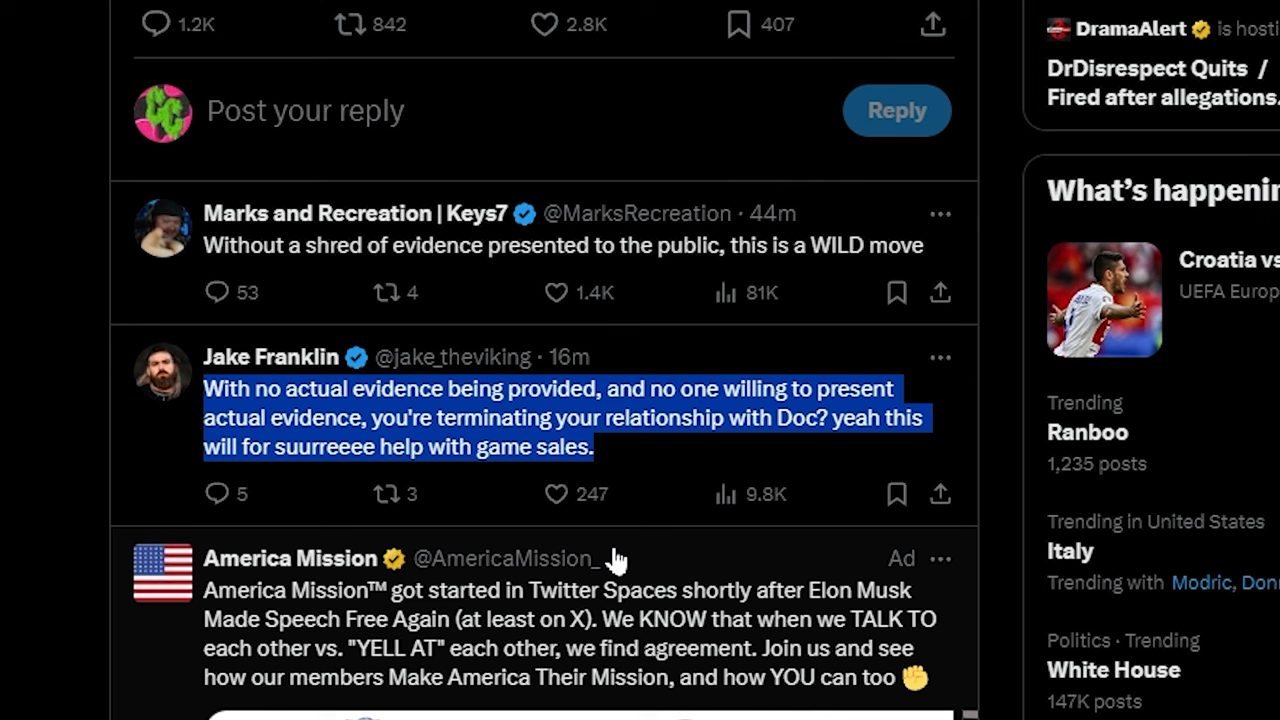 1.2K 842 2.8K 407
Post your reply
Reply
Marks and Recreation | Keys7 @MarksRecreation · 44m
Without a shred of evidence presented to the public, this is a WILD move
53 4 1.4K 81K
Jake Franklin @jake_theviking · 16m
With no actual evidence being provided, and no one willing to present
actual evidence, you're terminating your relationship with Doc? yeah this
will for suurreeee help with game sales.
5 3 247 9.8K
America Mission @AmericaMission_ Ad
America Mission™ got started in Twitter Spaces shortly after Elon Musk
Made Speech Free Again (at least on X). We KNOW that when we TALK TO
each other vs. "YELL AT" each other, we find agreement. Join us and see
how our members Make America Their Mission, and how YOU can too ✊
DramaAlert is hosti
DrDisrespect Quits /
Fired after allegations.
What's happenin
Croatia vs
UEFA Europ
Trending
Ranboo
1,235 posts
Trending in United States
Italy
Trending with Modric, Don
Politics · Trending
White House
147K posts